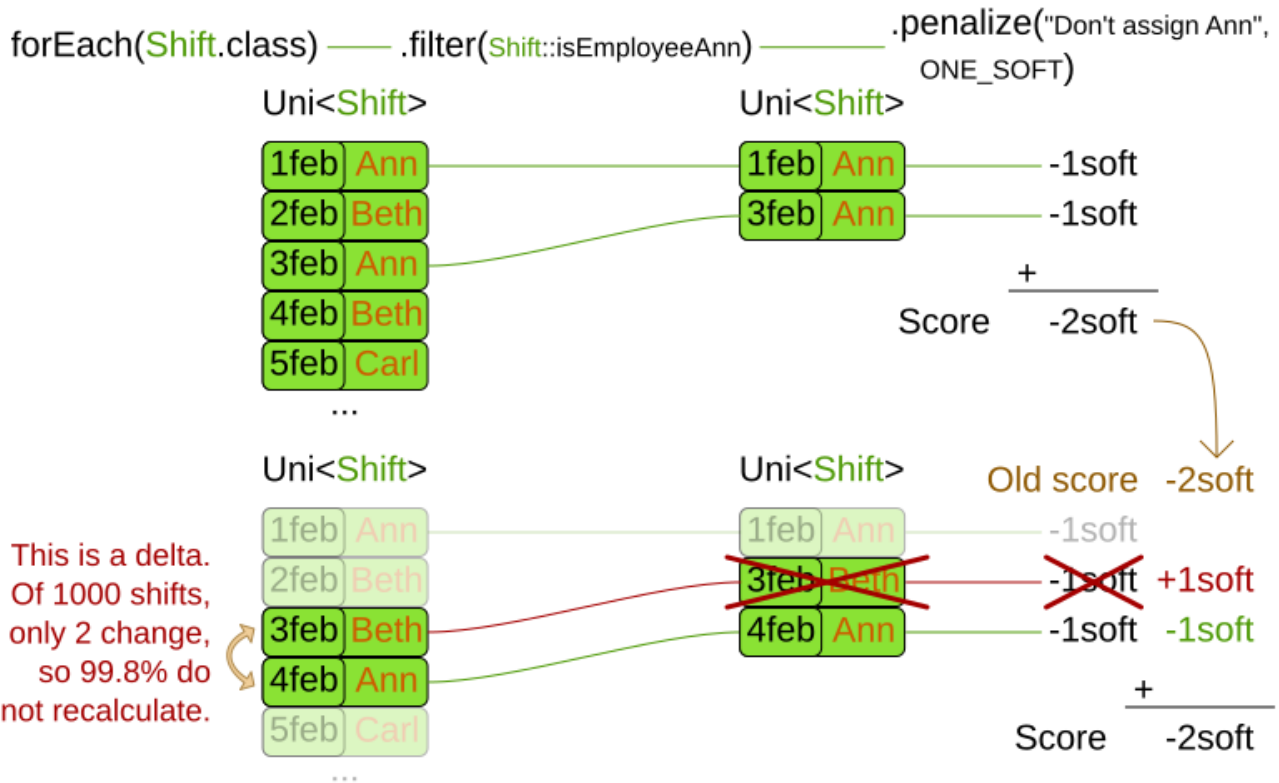 forEach(Shift.class) .filter(Shift::isEmployeeAnn) .penalize("Don't assign Ann",
ONE_SOFT)
Uni<Shift> Uni<Shift>
1feb Ann 1feb Ann -1soft
2feb Beth 3feb Ann -1soft
3feb Ann
+
4feb Beth Score -2soft
5feb Carl
...
Uni<Shift> Uni<Shift> Old score -2soft
1feb Ann 1feb Ann -1soft
This is a delta.
2feb Beth 3feb Beth -1soft +1soft
Of 1000 shifts,
only 2 change,
3feb Beth 4feb Ann -1soft -1soft
so 99.8% do
4feb Ann
+
not recalculate.
5feb Carl Score -2soft
...